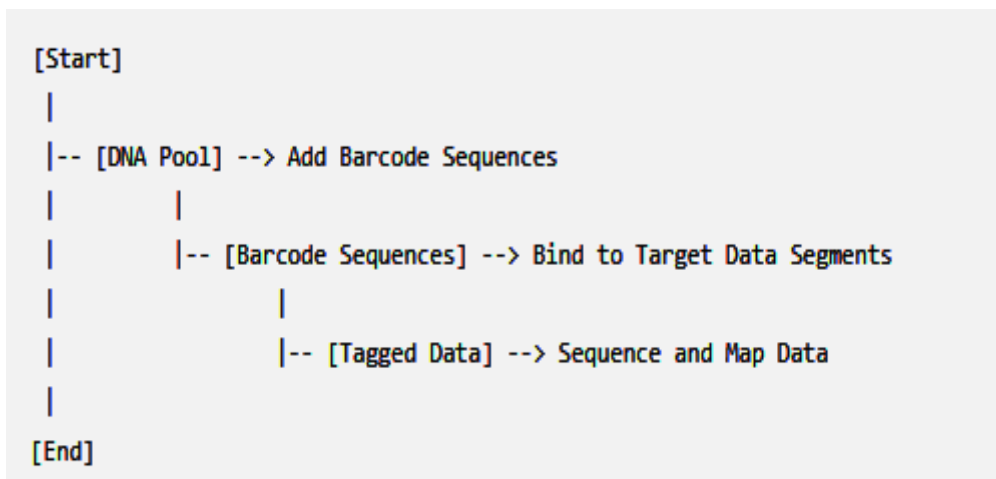 [Start]
|
|-- [DNA Pool] --> Add Barcode Sequences
|         |
|         |-- [Barcode Sequences] --> Bind to Target Data Segments
|                   |
|                   |-- [Tagged Data] --> Sequence and Map Data
|
[End]